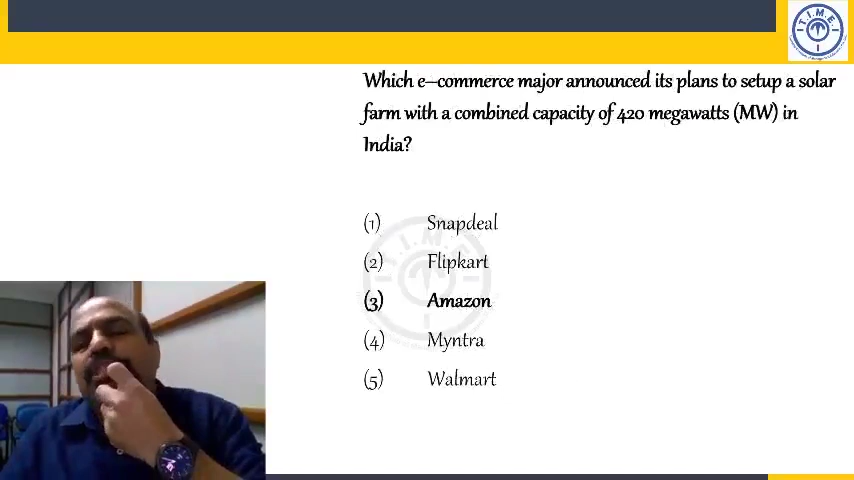 T.I.M.E.
Which e–commerce major announced its plans to setup a solar
farm with a combined capacity of 420 megawatts (MW) in
India?
(1) Snapdeal
(2) Flipkart
(3) Amazon
(4) Myntra
(5) Walmart